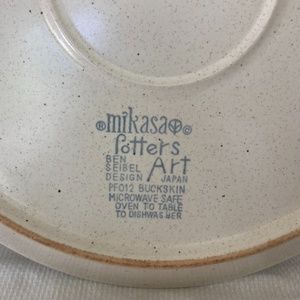 ®mikasa©
Potters
Art
BEN
SEIBEL
DESIGN JAPAN
PF012 BUCKSKIN
MICROWAVE SAFE
OVEN TO TABLE
TO DISHWASHER